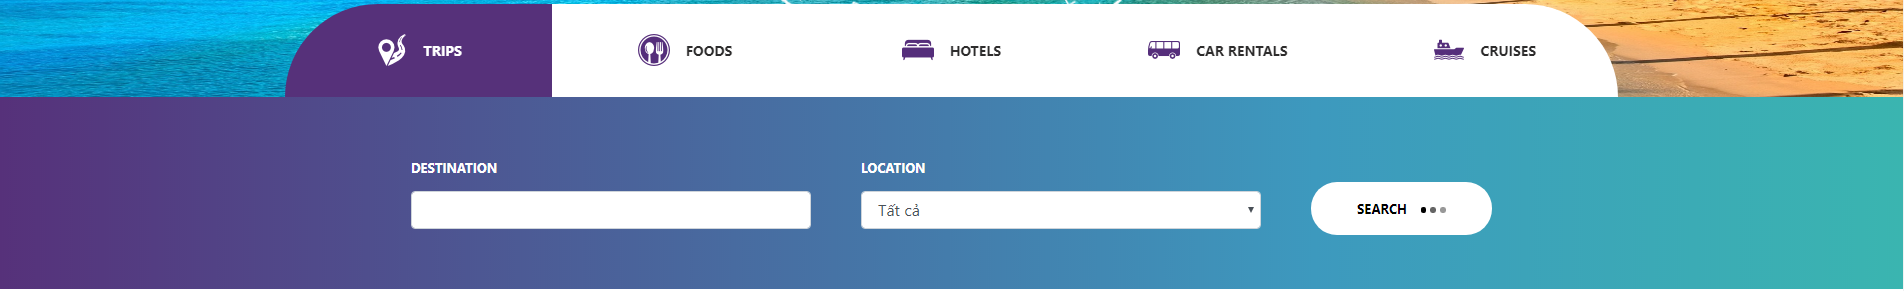 TRIPS FOODS HOTELS CAR RENTALS CRUISES
DESTINATION LOCATION
Tất cả SEARCH